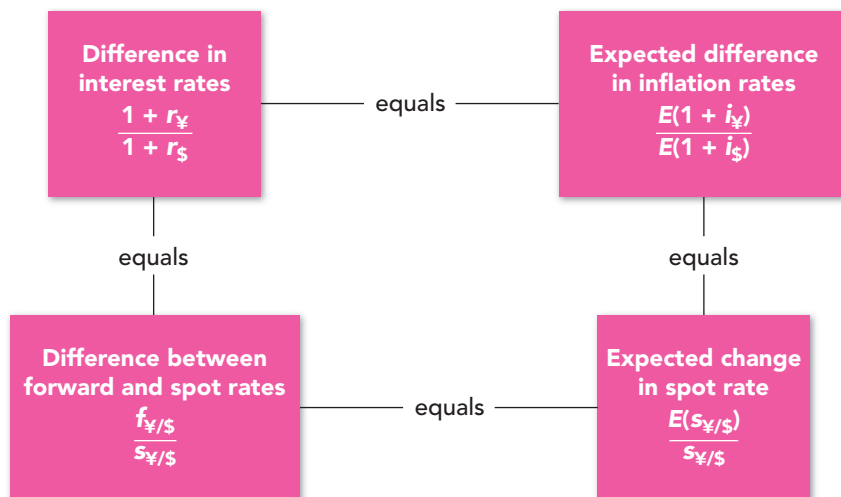 Difference in
interest rates
1 + r¥
1 + r$
equals
Expected difference
in inflation rates
E(1 + i¥)
E(1 + i$)
equals
equals
Difference between
forward and spot rates
f¥/$
s¥/$
equals
Expected change
in spot rate
E(s¥/$)
s¥/$